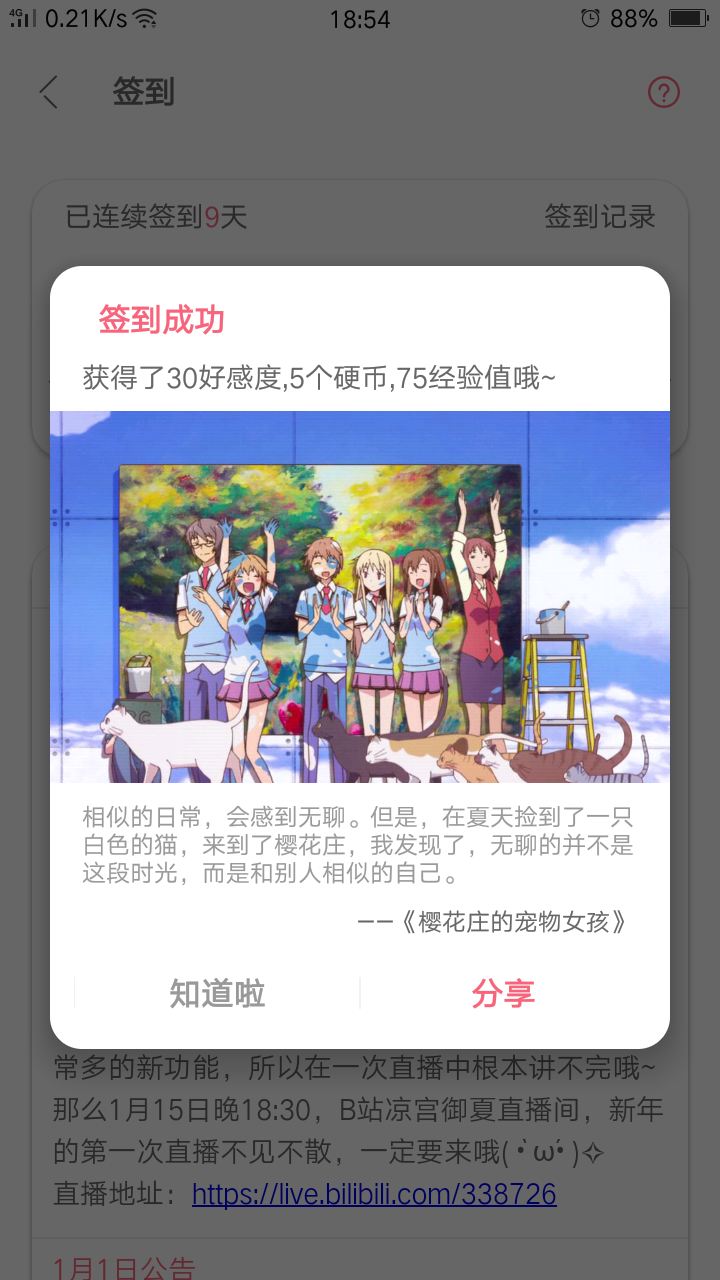 4G 0.21K/s 18:54 88%
签到
?
已连续签到9天 签到记录
签到成功
获得了30好感度,5个硬币,75经验值哦~
相似的日常，会感到无聊。但是，在夏天捡到了一只
白色的猫，来到了樱花庄，我发现了，无聊的并不是
这段时光，而是和别人相似的自己。
——《樱花庄的宠物女孩》
知道啦 分享
常多的新功能，所以在一次直播中根本讲不完哦~
那么1月15日晚18:30，B站凉宫御夏直播间，新年
的第一次直播不见不散，一定要来哦( •̀ ω •́ )✧
直播地址：https://live.bilibili.com/338726
1月1日公告